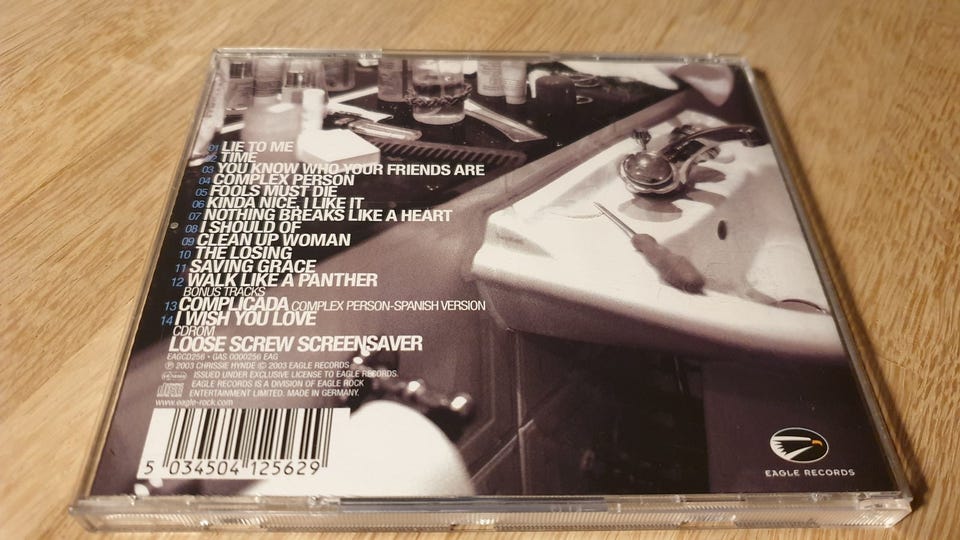 01 LIE TO ME
02 TIME
03 YOU KNOW WHO YOUR FRIENDS ARE
04 COMPLEX PERSON
05 FOOLS MUST DIE
06 KINDA NICE, I LIKE IT
07 NOTHING BREAKS LIKE A HEART
08 I SHOULD OF
09 CLEAN UP WOMAN
10 THE LOSING
11 SAVING GRACE
12 WALK LIKE A PANTHER
BONUS TRACKS
13 COMPLICADA COMPLEX PERSON-SPANISH VERSION
14 I WISH YOU LOVE
CDROM
LOOSE SCREW SCREENSAVER
EAGCD256 • GAS 0000256 EAG
℗ 2003 CHRISSIE HYNDE © 2003 EAGLE RECORDS
ISSUED UNDER EXCLUSIVE LICENSE TO EAGLE RECORDS.
EAGLE RECORDS IS A DIVISION OF EAGLE ROCK
ENTERTAINMENT LIMITED. MADE IN GERMANY.
www.eagle-rock.com
5 034504 125629
EAGLE RECORDS